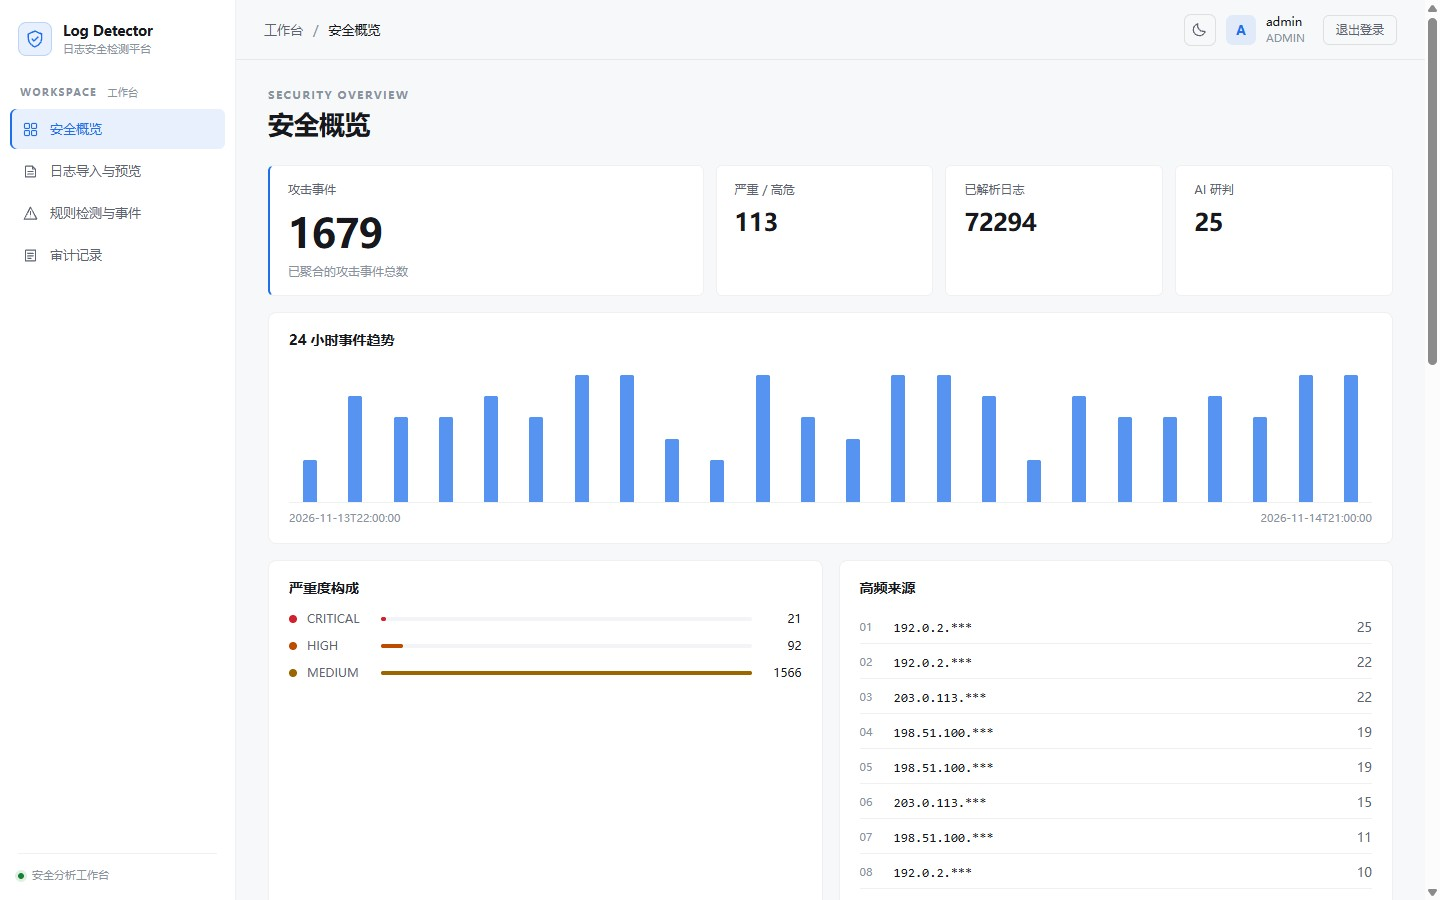 Log Detector
日志安全检测平台
WORKSPACE 工作台
安全概览
日志导入与预览
规则检测与事件
审计记录
安全分析工作台
工作台 / 安全概览
A
admin
ADMIN
退出登录
SECURITY OVERVIEW
安全概览
攻击事件
1679
已聚合的攻击事件总数
严重 / 高危
113
已解析日志
72294
AI 研判
25
24 小时事件趋势
2026-11-13T22:00:00
2026-11-14T21:00:00
严重度构成
CRITICAL 21
HIGH 92
MEDIUM 1566
高频来源
01 192.0.2.*** 25
02 192.0.2.*** 22
03 203.0.113.*** 22
04 198.51.100.*** 19
05 198.51.100.*** 19
06 203.0.113.*** 15
07 198.51.100.*** 11
08 192.0.2.*** 10